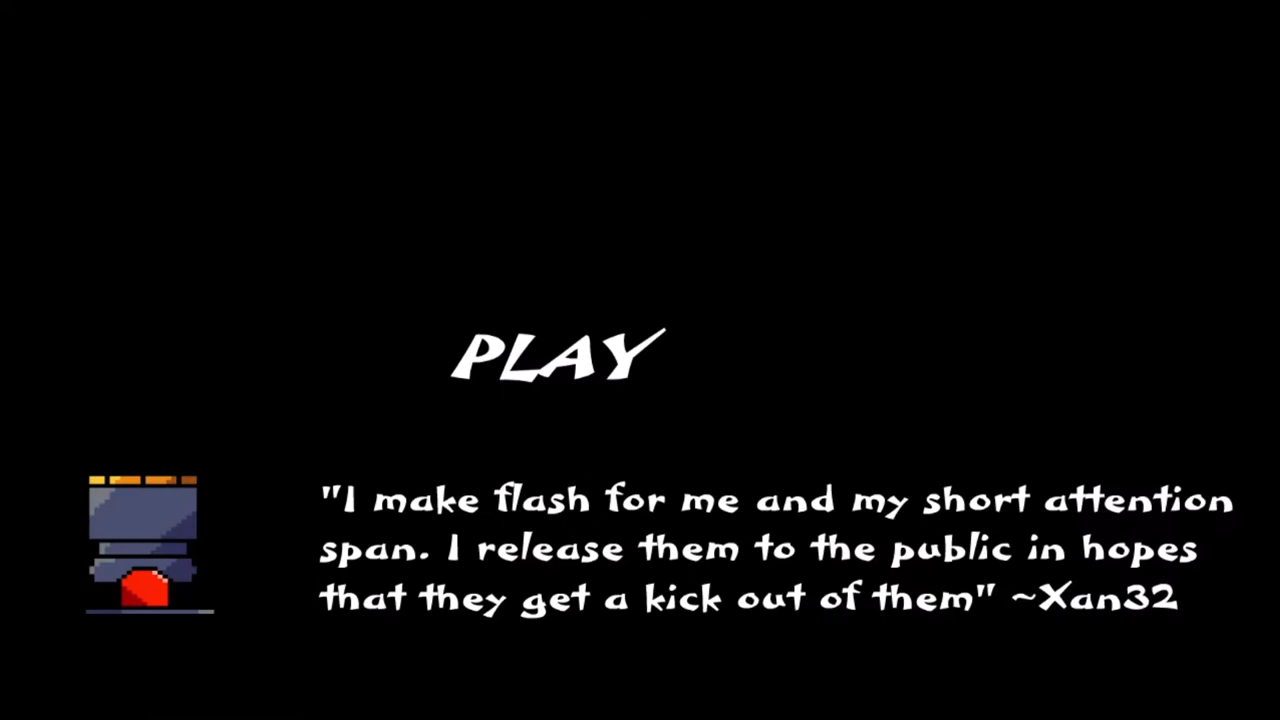 PLAY
"I make flash for me and my short attention
span. I release them to the public in hopes
that they get a kick out of them" ~Xan32